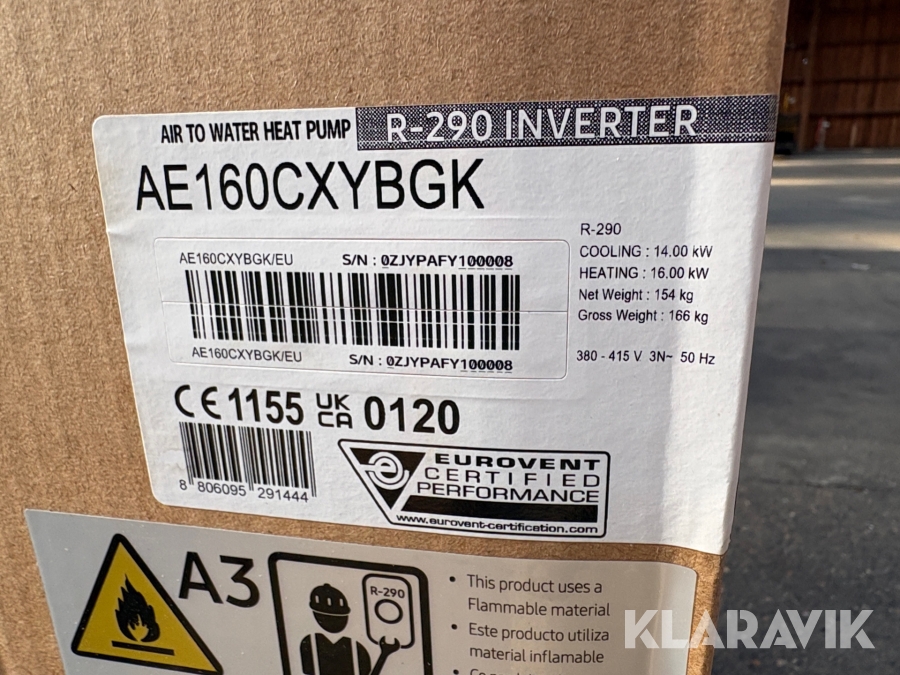 AIR TO WATER HEAT PUMP R-290 INVERTER
AE160CXYBGK
R-290
COOLING : 14.00 kW
HEATING : 16.00 kW
Net Weight : 154 kg
Gross Weight : 166 kg
380 - 415 V 3N~ 50 Hz
AE160CXYBGK/EU S/N : 0ZJYPAFY100008
AE160CXYBGK/EU S/N : 0ZJYPAFY100008
CE 1155 UKCA 0120
8 806095 291444
EUROVENT
CERTIFIED
PERFORMANCE
www.eurovent-certification.com
A3
R-290
• This product uses a
Flammable material
• Este producto utiliza
material inflamable
KLARAVIK